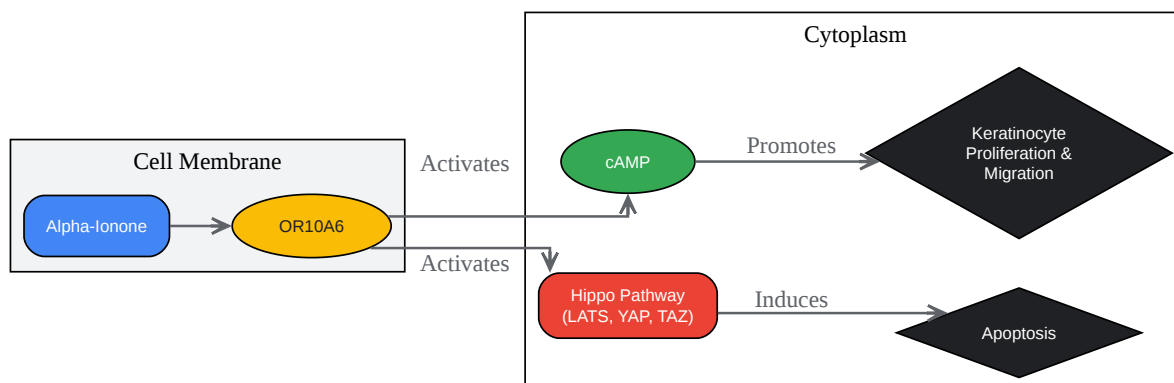 Cytoplasm
Keratinocyte
Proliferation &
Migration
Promotes
cAMP
Activates
Cell Membrane
Alpha-Ionone
OR10A6
Activates
Hippo Pathway
(LATS, YAP, TAZ)
Induces
Apoptosis